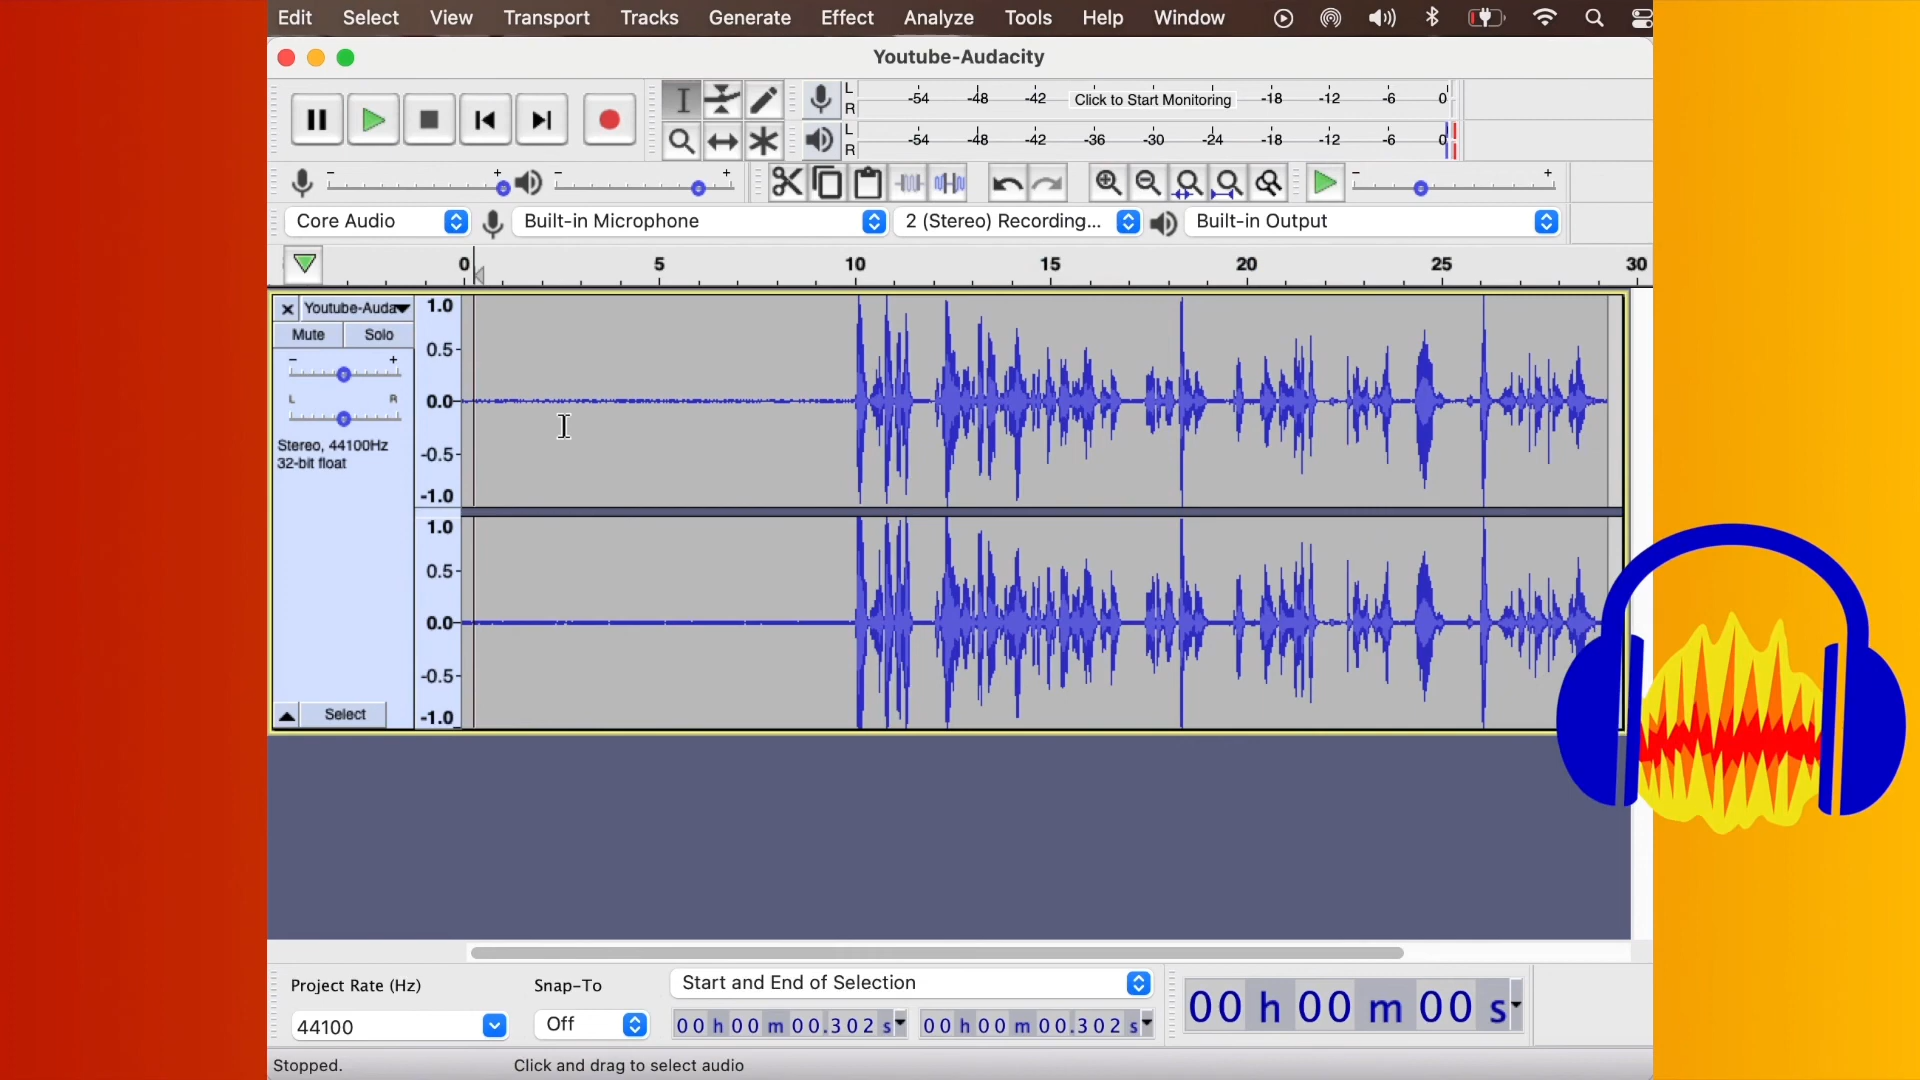 Edit Select View Transport Tracks Generate Effect Analyze Tools Help Window
Youtube-Audacity
L
R
-54 -48 -42 Click to Start Monitoring -18 -12 -6 0
L
R
-54 -48 -42 -36 -30 -24 -18 -12 -6 0
- + - + - +
Core Audio Built-in Microphone 2 (Stereo) Recording... Built-in Output
0 5 10 15 20 25 30
Youtube-Auda
Mute Solo
- +
L R
Stereo, 44100Hz
32-bit float
1.0
0.5-
0.0-
-0.5-
-1.0
1.0
0.5-
0.0-
-0.5-
-1.0
Select
Project Rate (Hz) Snap-To Start and End of Selection
44100 Off 00 h 00 m 00.302 s 00 h 00 m 00.302 s 00 h 00 m 00 s
Stopped. Click and drag to select audio